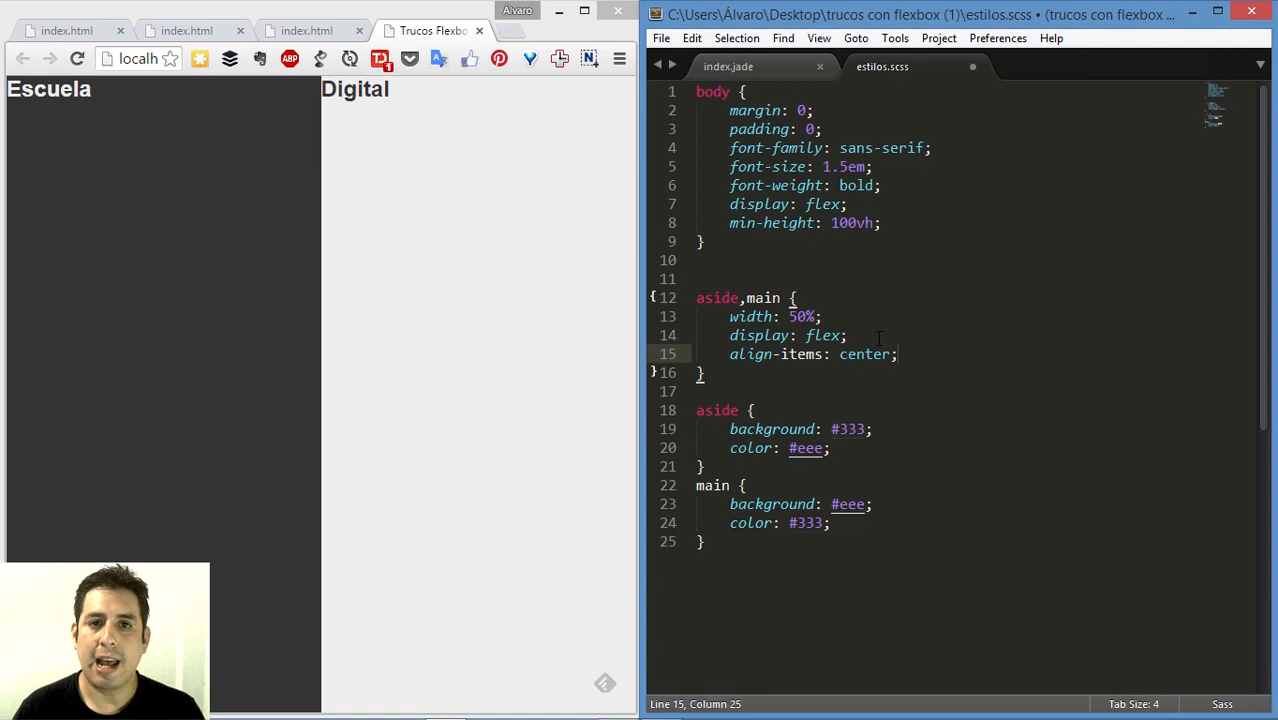 Álvaro
index.html
index.html
index.html
Trucos Flexbo
localh
ABP
TD
1
N
Escuela
Digital
C:\Users\Álvaro\Desktop\trucos con flexbox (1)\estilos.scss • (trucos con flexbox ...
File Edit Selection Find View Goto Tools Project Preferences Help
index.jade
estilos.scss
1 body {
2 margin: 0;
3 padding: 0;
4 font-family: sans-serif;
5 font-size: 1.5em;
6 font-weight: bold;
7 display: flex;
8 min-height: 100vh;
9 }
10
11
12 aside,main {
13 width: 50%;
14 display: flex;
15 align-items: center;
16 }
17
18 aside {
19 background: #333;
20 color: #eee;
21 }
22 main {
23 background: #eee;
24 color: #333;
25 }
Line 15, Column 25
Tab Size: 4
Sass